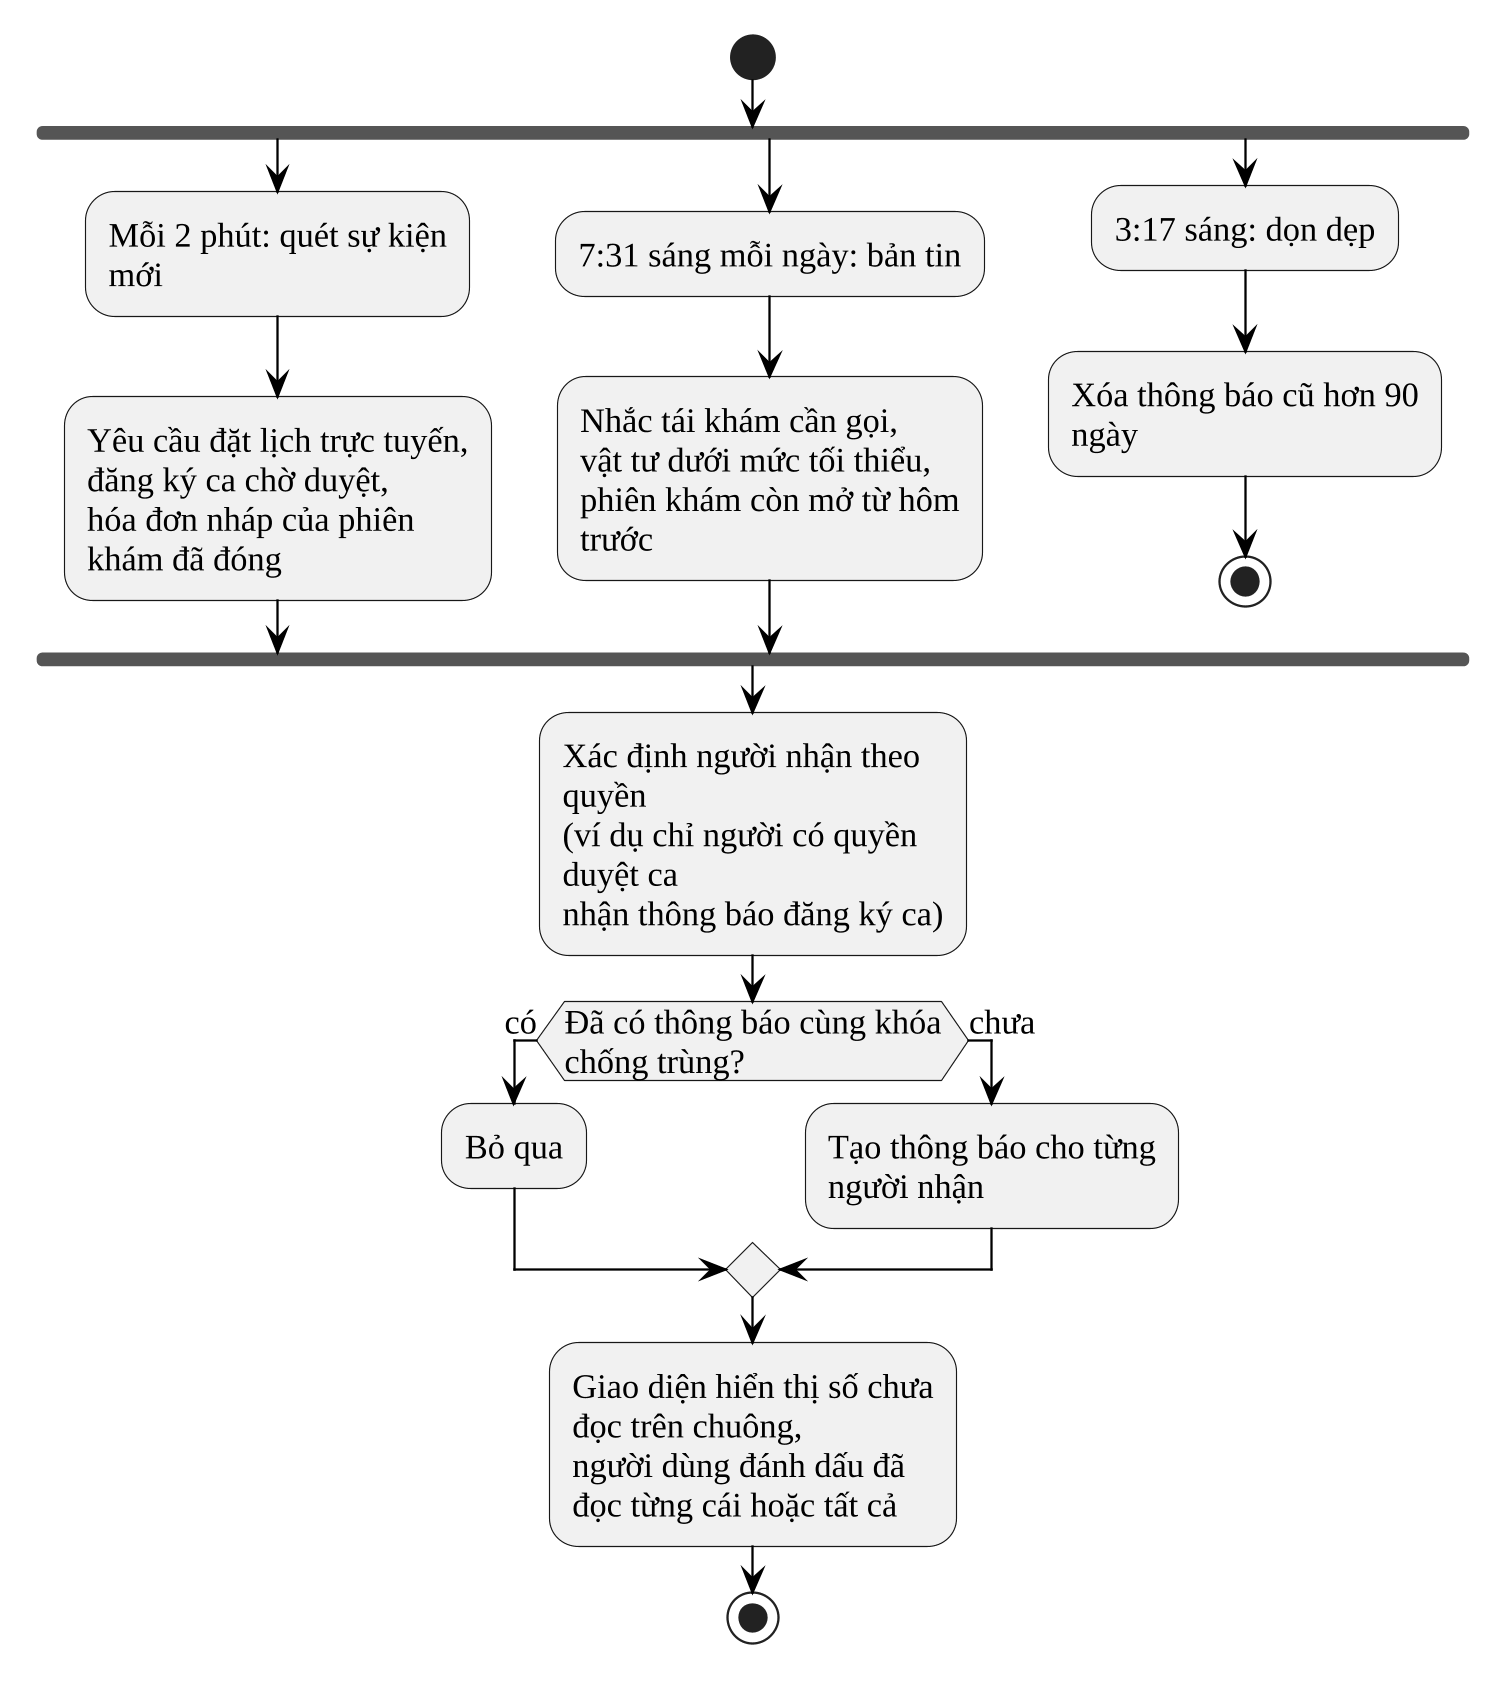 Mỗi 2 phút: quét sự kiện
mới
7:31 sáng mỗi ngày: bản tin
3:17 sáng: dọn dẹp
Yêu cầu đặt lịch trực tuyến,
đăng ký ca chờ duyệt,
hóa đơn nháp của phiên
khám đã đóng
Nhắc tái khám cần gọi,
vật tư dưới mức tối thiểu,
phiên khám còn mở từ hôm
trước
Xóa thông báo cũ hơn 90
ngày
Xác định người nhận theo
quyền
(ví dụ chỉ người có quyền
duyệt ca
nhận thông báo đăng ký ca)
có
Đã có thông báo cùng khóa
chống trùng?
chưa
Bỏ qua
Tạo thông báo cho từng
người nhận
Giao diện hiển thị số chưa
đọc trên chuông,
người dùng đánh dấu đã
đọc từng cái hoặc tất cả